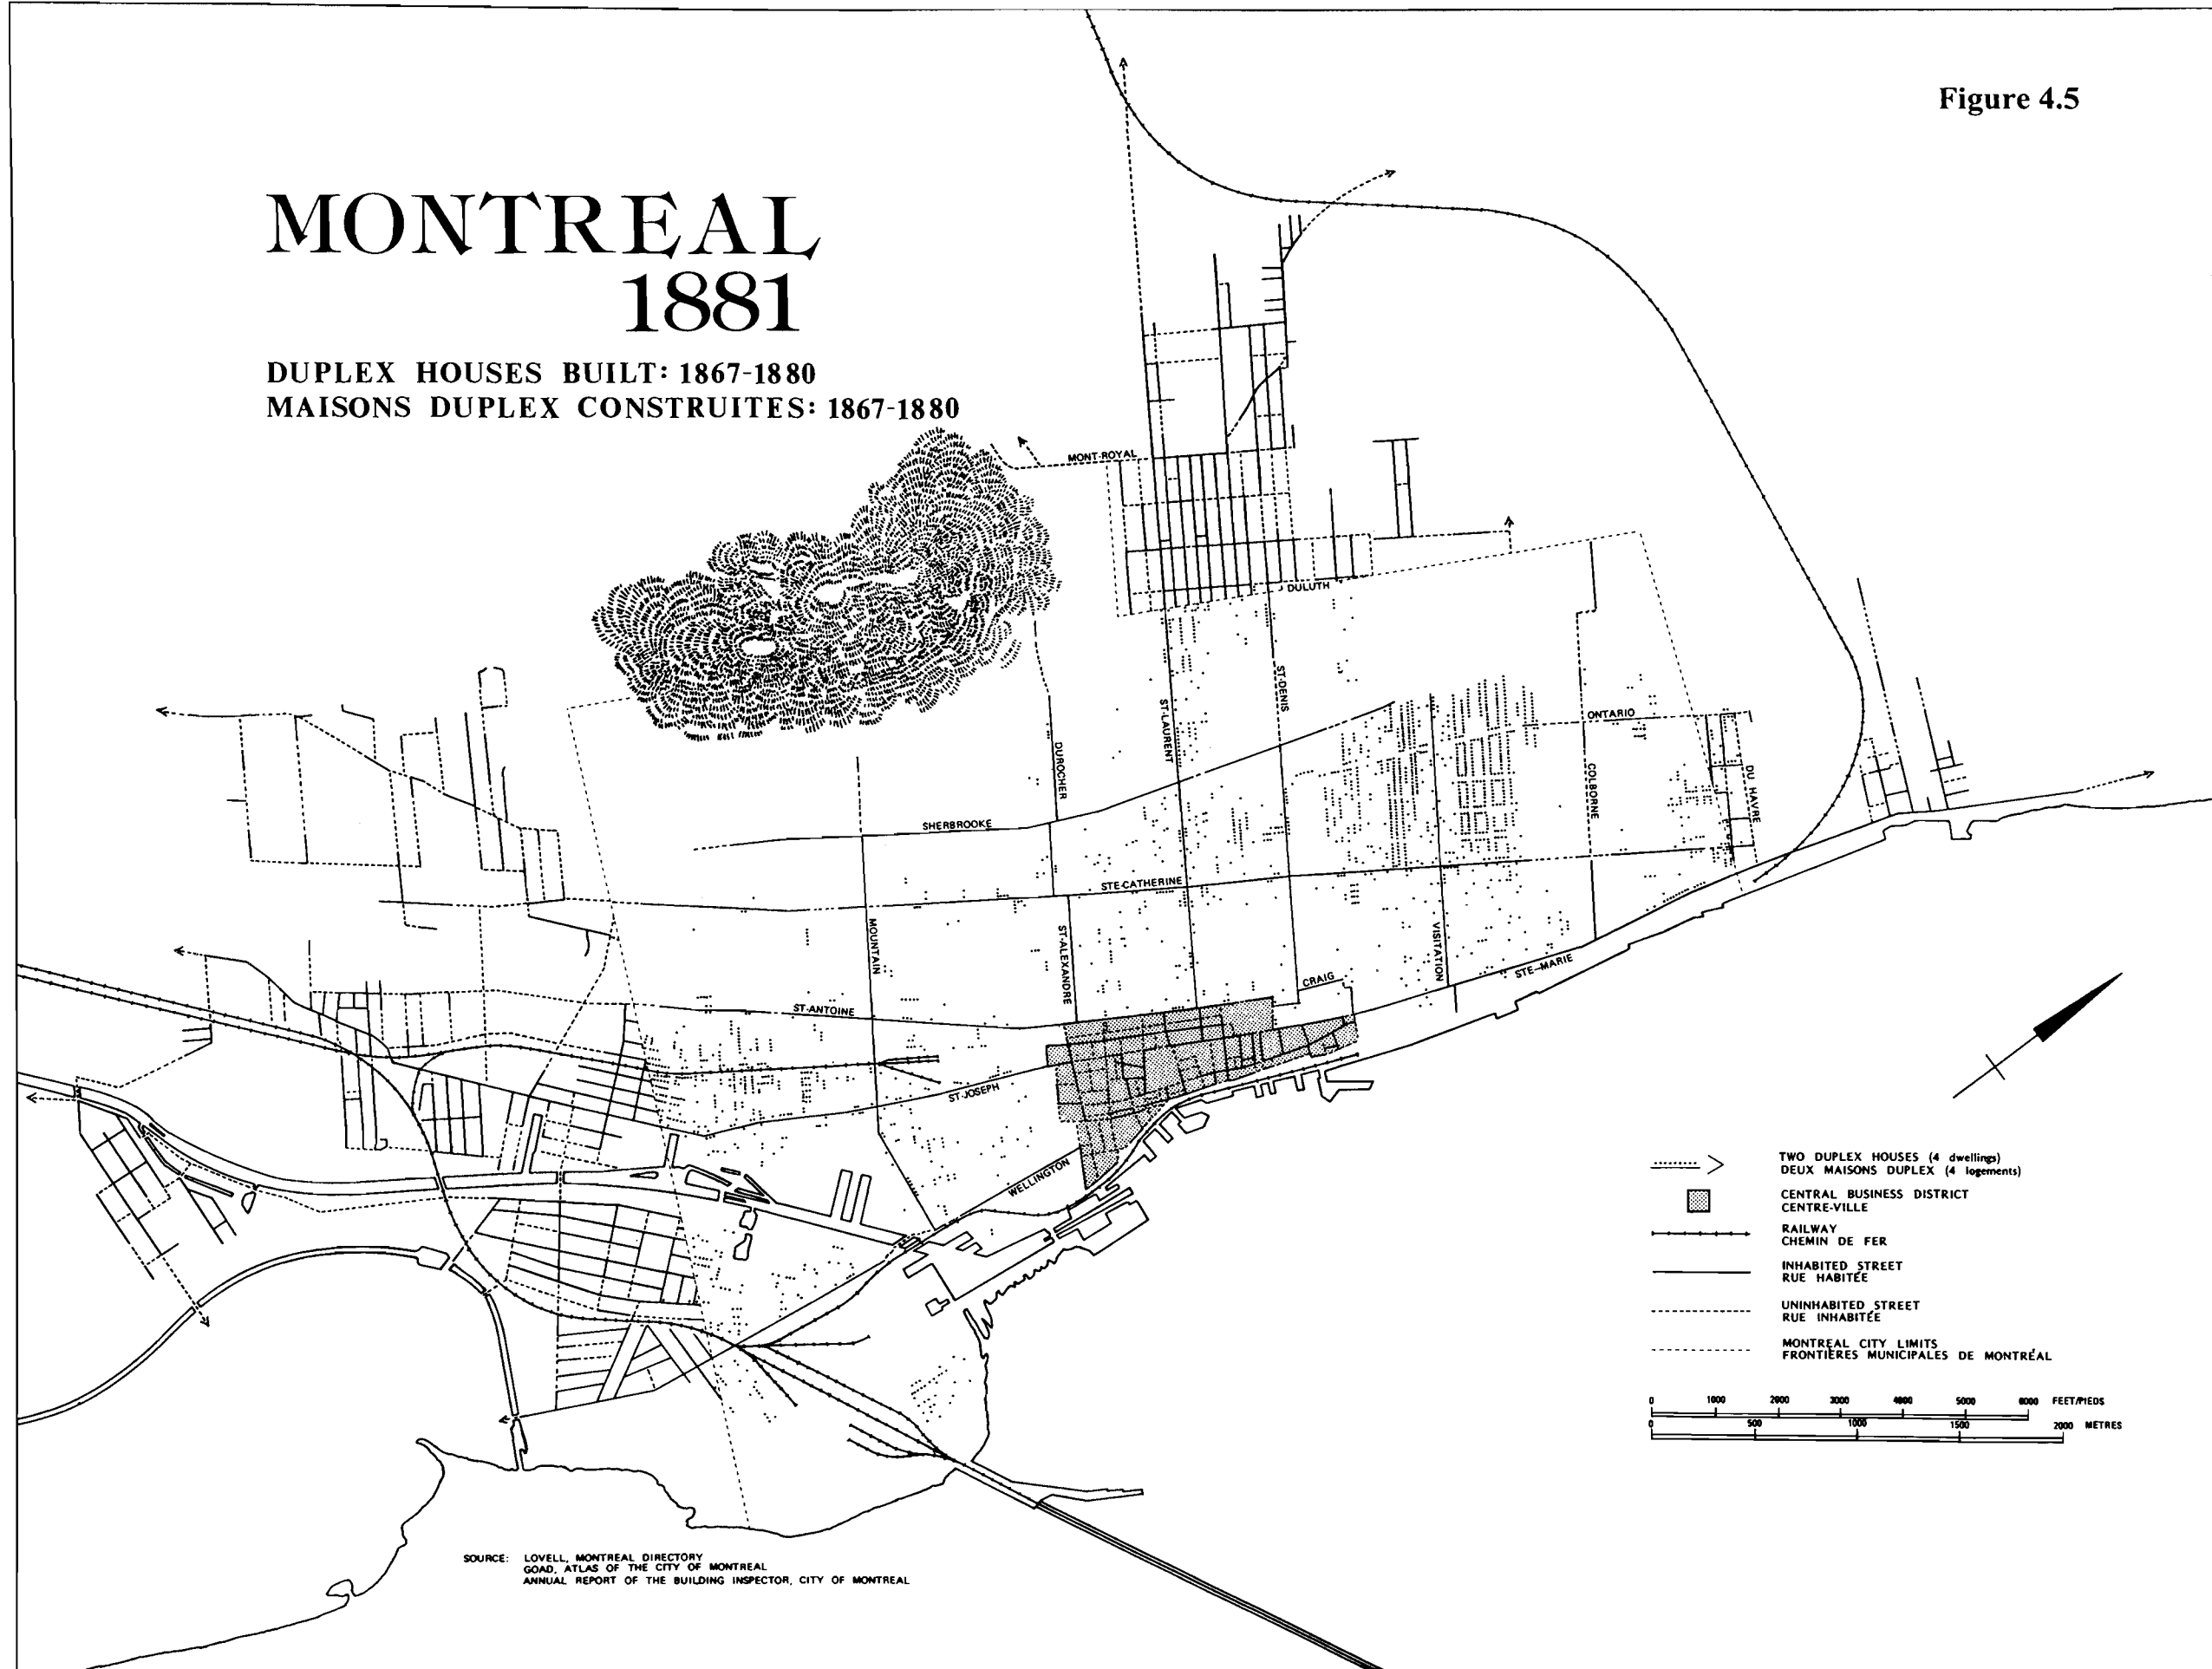 Figure 4.5
MONTREAL
1881
DUPLEX HOUSES BUILT: 1867-1880
MAISONS DUPLEX CONSTRUITES: 1867-1880
MONT-ROYAL
DULUTH
ST-DENIS
ST-LAURENT
ONTARIO
DUROCHER
COLBORNE
DU HAVRE
SHERBROOKE
STE-CATHERINE
MOUNTAIN
ST-ALEXANDRE
VISITATION
STE-MARIE
CRAIG
ST-ANTOINE
ST-JOSEPH
WELLINGTON
TWO DUPLEX HOUSES (4 dwellings)
DEUX MAISONS DUPLEX (4 logements)
CENTRAL BUSINESS DISTRICT
CENTRE-VILLE
RAILWAY
CHEMIN DE FER
INHABITED STREET
RUE HABITÉE
UNINHABITED STREET
RUE INHABITÉE
MONTREAL CITY LIMITS
FRONTIÈRES MUNICIPALES DE MONTRÉAL
0 1000 2000 3000 4000 5000 6000 FEET/PIEDS
0 500 1000 1500 2000 METRES
SOURCE: LOVELL, MONTREAL DIRECTORY
GOAD, ATLAS OF THE CITY OF MONTREAL
ANNUAL REPORT OF THE BUILDING INSPECTOR, CITY OF MONTREAL